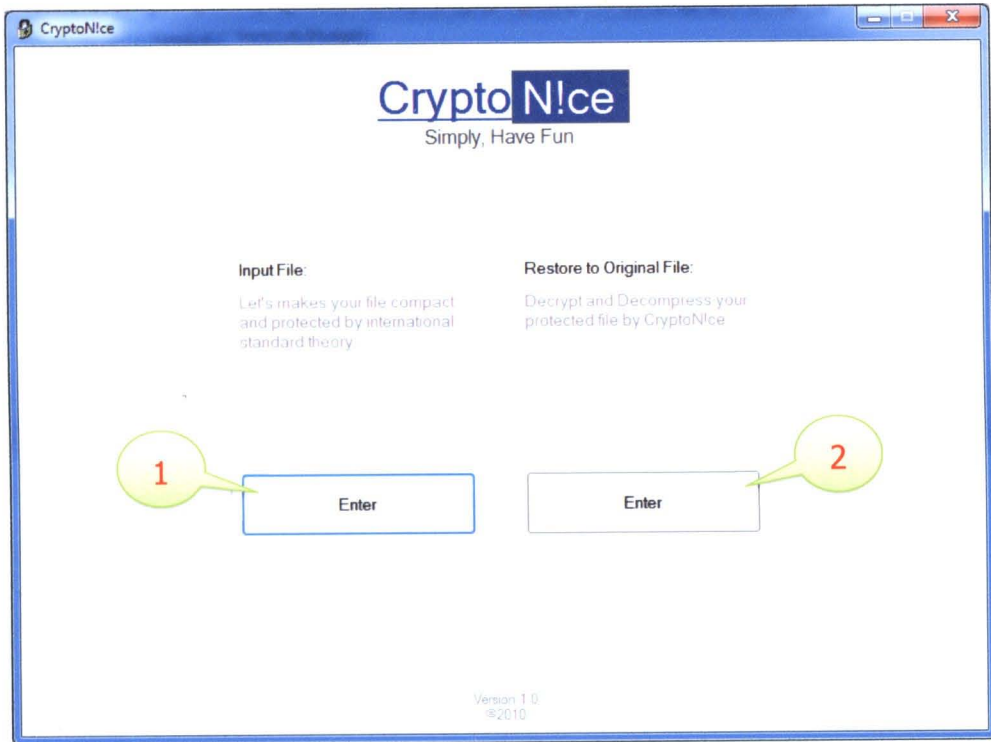 CryptoN!ce
CryptoN!ce
Simply, Have Fun
Input File:
Let's makes your file compact
and protected by international
standard theory
Restore to Original File:
Decrypt and Decompress your
protected file by CryptoN!ce
1
Enter
2
Enter
Version 1.0
©2010